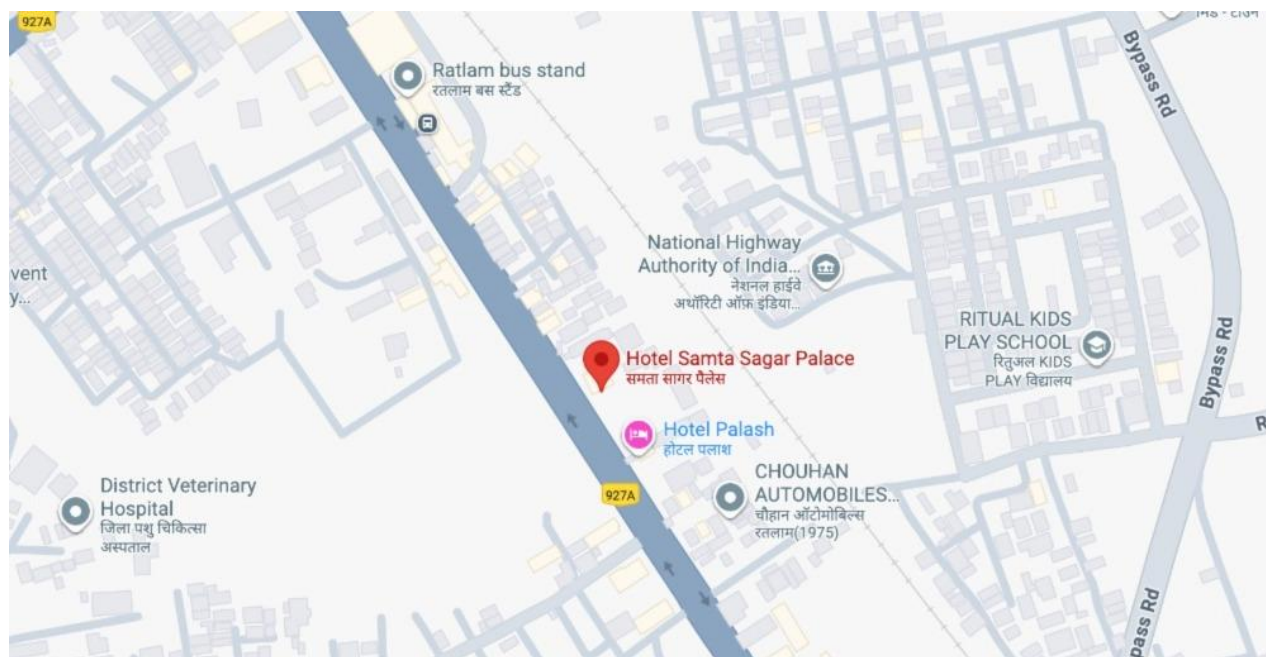 927A
मिड - टाउन
Bypass Rd
Ratlam bus stand
रतलाम बस स्टैंड
National Highway
Authority of India...
नेशनल हाईवे
अथॉरिटी ऑफ़ इंडिया...
vent
y...
RITUAL KIDS
PLAY SCHOOL
रितुअल KIDS
PLAY विद्यालय
Bypass Rd
Hotel Samta Sagar Palace
समता सागर पैलेस
Hotel Palash
होटल पलाश
R
District Veterinary
Hospital
जिला पशु चिकित्सा
अस्पताल
927A
CHOUHAN
AUTOMOBILES...
चौहान ऑटोमोबिल्स
रतलाम(1975)
ypass Rd